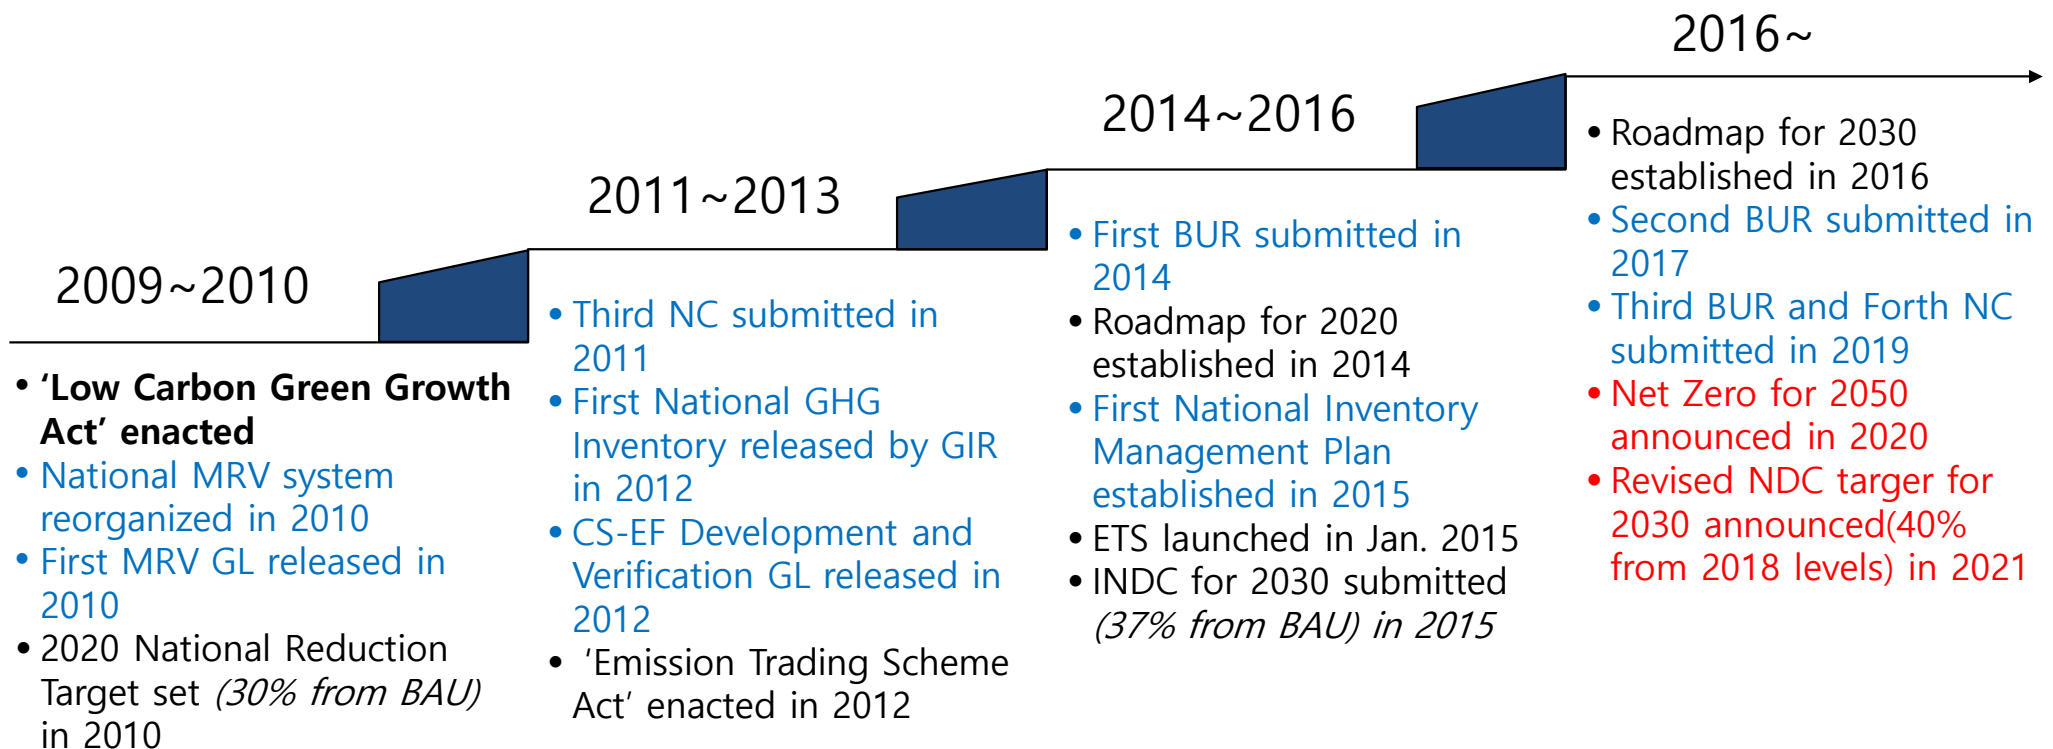 2009~2010
• ‘Low Carbon Green Growth
Act’ enacted
• National MRV system
reorganized in 2010
• First MRV GL released in
2010
• 2020 National Reduction
Target set (30% from BAU)
in 2010
2011~2013
• Third NC submitted in
2011
• First National GHG
Inventory released by GIR
in 2012
• CS-EF Development and
Verification GL released in
2012
• ‘Emission Trading Scheme
Act’ enacted in 2012
2014~2016
• First BUR submitted in
2014
• Roadmap for 2020
established in 2014
• First National Inventory
Management Plan
established in 2015
• ETS launched in Jan. 2015
• INDC for 2030 submitted
(37% from BAU) in 2015
2016~
• Roadmap for 2030
established in 2016
• Second BUR submitted in
2017
• Third BUR and Forth NC
submitted in 2019
• Net Zero for 2050
announced in 2020
• Revised NDC targer for
2030 announced(40%
from 2018 levels) in 2021